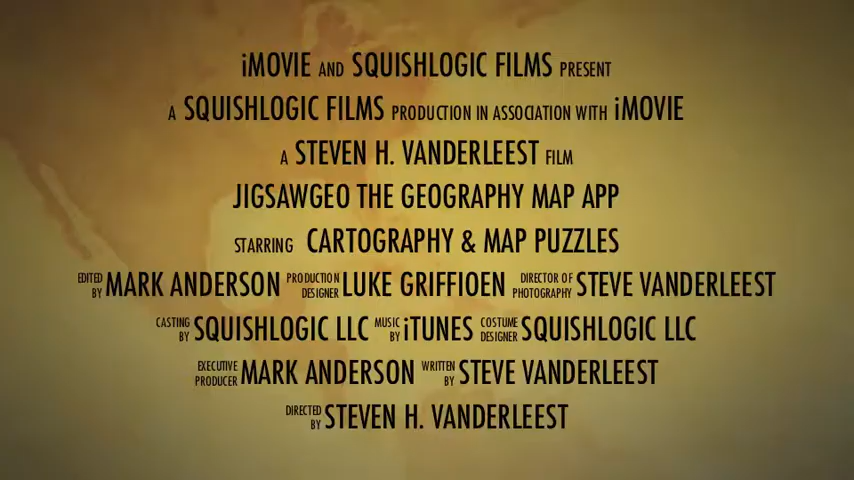 iMOVIE AND SQUISHLOGIC FILMS PRESENT
A SQUISHLOGIC FILMS PRODUCTION IN ASSOCIATION WITH iMOVIE
A STEVEN H. VANDERLEEST FILM
JIGSAWGEO THE GEOGRAPHY MAP APP
STARRING CARTOGRAPHY & MAP PUZZLES
EDITED BY MARK ANDERSON PRODUCTION DESIGNER LUKE GRIFFIOEN DIRECTOR OF PHOTOGRAPHY STEVE VANDERLEEST
CASTING BY SQUISHLOGIC LLC MUSIC BY iTUNES COSTUME DESIGNER SQUISHLOGIC LLC
EXECUTIVE PRODUCER MARK ANDERSON WRITTEN BY STEVE VANDERLEEST
DIRECTED BY STEVEN H. VANDERLEEST